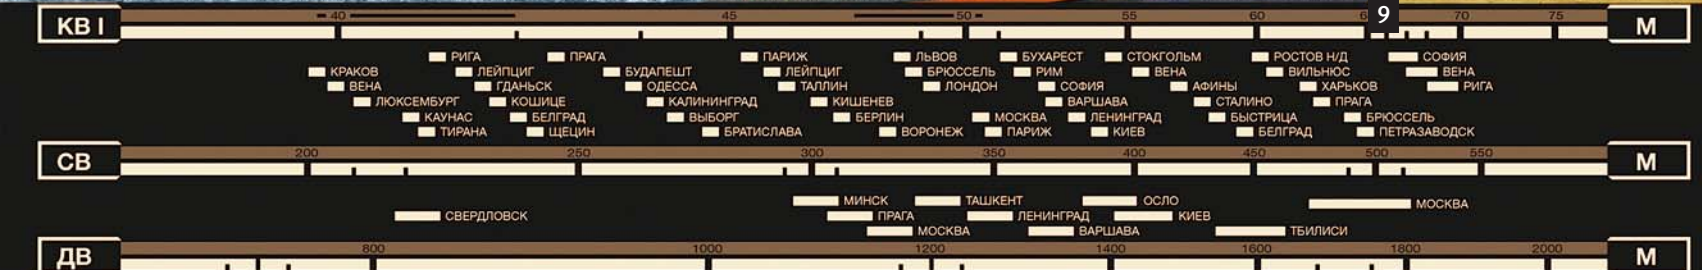 КВ I 40 45 50 55 60 9 70 75 М
РИГА ПРАГА ПАРИЖ ЛЬВОВ БУХАРЕСТ СТОКГОЛЬМ РОСТОВ Н/Д СОФИЯ
КРАКОВ ЛЕЙПЦИГ БУДАПЕШТ ЛЕЙПЦИГ БРЮССЕЛЬ РИМ ВЕНА ВИЛЬНЮС ВЕНА
ВЕНА ГДАНЬСК ОДЕССА ТАЛЛИН ЛОНДОН СОФИЯ АФИНЫ ХАРЬКОВ РИГА
ЛЮКСЕМБУРГ КОШИЦЕ КАЛИНИНГРАД КИШЕНЕВ ВАРШАВА СТАЛИНО ПРАГА
КАУНАС БЕЛГРАД ВЫБОРГ БЕРЛИН МОСКВА ЛЕНИНГРАД БЫСТРИЦА БРЮССЕЛЬ
ТИРАНА ЩЕЦИН БРАТИСЛАВА ВОРОНЕЖ ПАРИЖ КИЕВ БЕЛГРАД ПЕТРАЗАВОДСК
СВ 200 250 300 350 400 450 500 550 М
МИНСК ТАШКЕНТ ОСЛО МОСКВА
СВЕРДЛОВСК ПРАГА ЛЕНИНГРАД КИЕВ
МОСКВА ВАРШАВА ТБИЛИСИ
ДВ 800 1000 1200 1400 1600 1800 2000 М